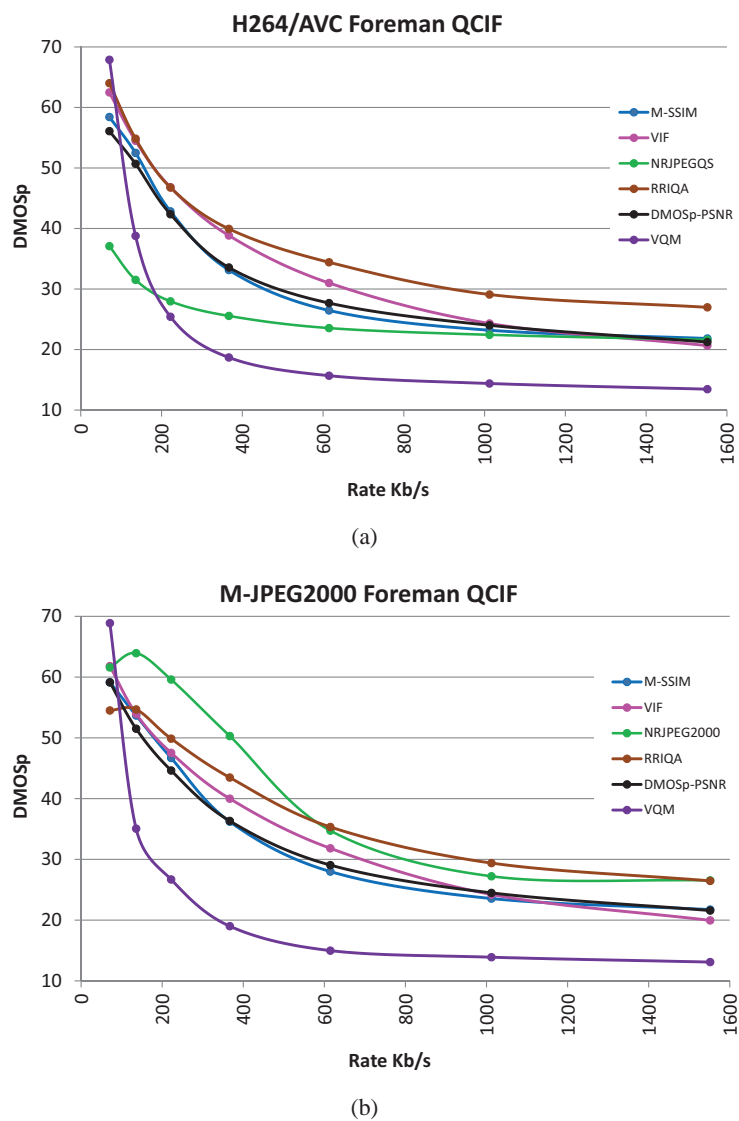 H264/AVC Foreman QCIF
70
60
50
40
30
20
10
DMOSp
M-SSIM
VIF
NRJPEGQS
RRIQA
DMOSp-PSNR
VQM
0
200
400
600
800
1000
1200
1400
1600
Rate Kb/s
(a)
M-JPEG2000 Foreman QCIF
70
60
50
40
30
20
10
DMOSp
M-SSIM
VIF
NRJPEG2000
RRIQA
DMOSp-PSNR
VQM
0
200
400
600
800
1000
1200
1400
1600
Rate Kb/s
(b)